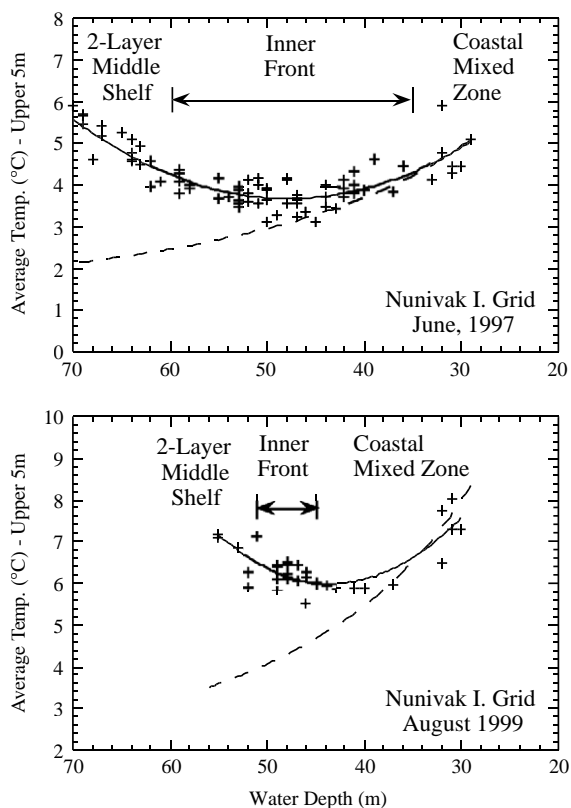 8
7
6
5
4
3
2
1
0
Average Temp. (°C) - Upper 5m
2-Layer
Middle
Shelf
Inner
Front
Coastal
Mixed
Zone
Nunivak I. Grid
June, 1997
70 60 50 40 30 20
10
9
8
7
6
5
4
3
2
Average Temp. (°C) - Upper 5m
2-Layer
Middle
Shelf
Inner
Front
Coastal
Mixed Zone
Nunivak I. Grid
August 1999
70 60 50 40 30 20
Water Depth (m)